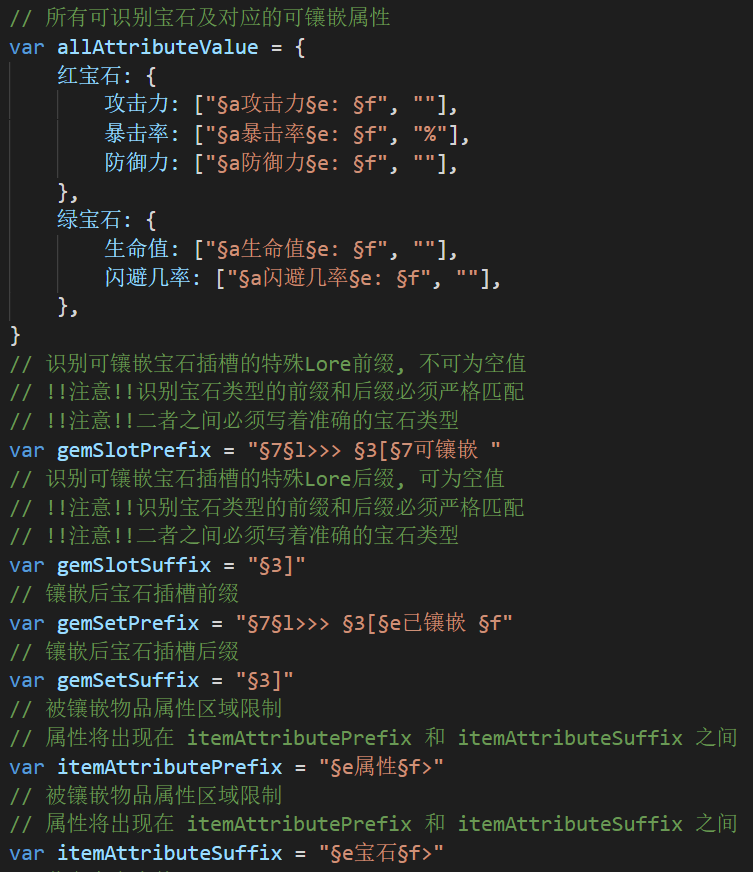 // 所有可识别宝石及对应的可镶嵌属性
var allAttributeValue = {
    红宝石: {
        攻击力: ["§a攻击力§e: §f", ""],
        暴击率: ["§a暴击率§e: §f", "%"],
        防御力: ["§a防御力§e: §f", ""],
    },
    绿宝石: {
        生命值: ["§a生命值§e: §f", ""],
        闪避几率: ["§a闪避几率§e: §f", ""],
    },
}
// 识别可镶嵌宝石插槽的特殊Lore前缀, 不可为空值
// !!注意!!识别宝石类型的前缀和后缀必须严格匹配
// !!注意!!二者之间必须写着准确的宝石类型
var gemSlotPrefix = "§7§l>>> §3[§7可镶嵌 "
// 识别可镶嵌宝石插槽的特殊Lore后缀, 可为空值
// !!注意!!识别宝石类型的前缀和后缀必须严格匹配
// !!注意!!二者之间必须写着准确的宝石类型
var gemSlotSuffix = "§3]"
// 镶嵌后宝石插槽前缀
var gemSetPrefix = "§7§l>>> §3[§e已镶嵌 §f"
// 镶嵌后宝石插槽后缀
var gemSetSuffix = "§3]"
// 被镶嵌物品属性区域限制
// 属性将出现在 itemAttributePrefix 和 itemAttributeSuffix 之间
var itemAttributePrefix = "§e属性§f>"
// 被镶嵌物品属性区域限制
// 属性将出现在 itemAttributePrefix 和 itemAttributeSuffix 之间
var itemAttributeSuffix = "§e宝石§f>"